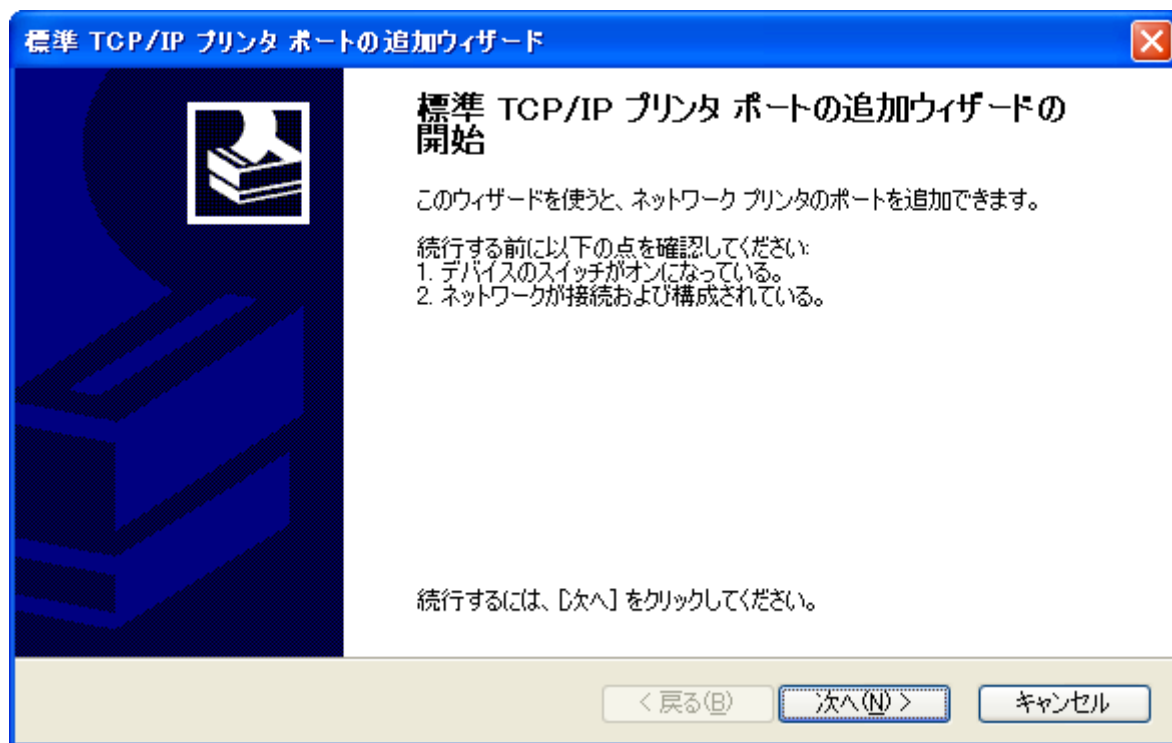 標準 TCP/IP プリンタ ポートの追加ウィザード
標準 TCP/IP プリンタ ポートの追加ウィザードの
開始
このウィザードを使うと、ネットワーク プリンタのポートを追加できます。
続行する前に以下の点を確認してください:
1. デバイスのスイッチがオンになっている。
2. ネットワークが接続および構成されている。
続行するには、[次へ] をクリックしてください。
< 戻る(B)
次へ(N) >
キャンセル